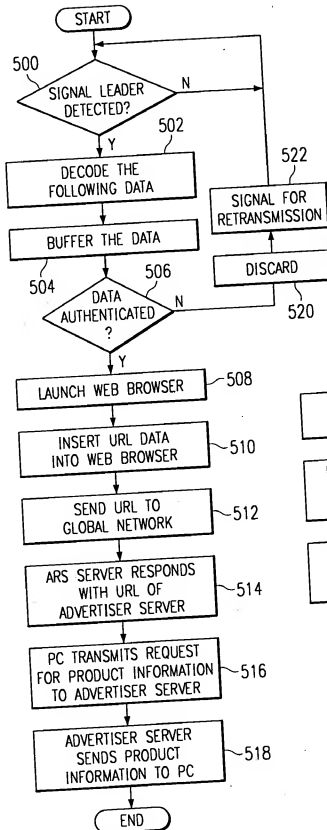 START
500
SIGNAL LEADER
DETECTED?
N
Y
502
DECODE THE
FOLLOWING DATA
522
SIGNAL FOR
RETRANSMISSION
BUFFER THE DATA
504
506
DATA
AUTHENTICATED
?
N
DISCARD
520
Y
LAUNCH WEB BROWSER
508
INSERT URL DATA
INTO WEB BROWSER
510
SEND URL TO
GLOBAL NETWORK
512
ARS SERVER RESPONDS
WITH URL OF
ADVERTISER SERVER
514
PC TRANSMITS REQUEST
FOR PRODUCT INFORMATION
TO ADVERTISER SERVER
516
ADVERTISER SERVER
SENDS PRODUCT
INFORMATION TO PC
518
END